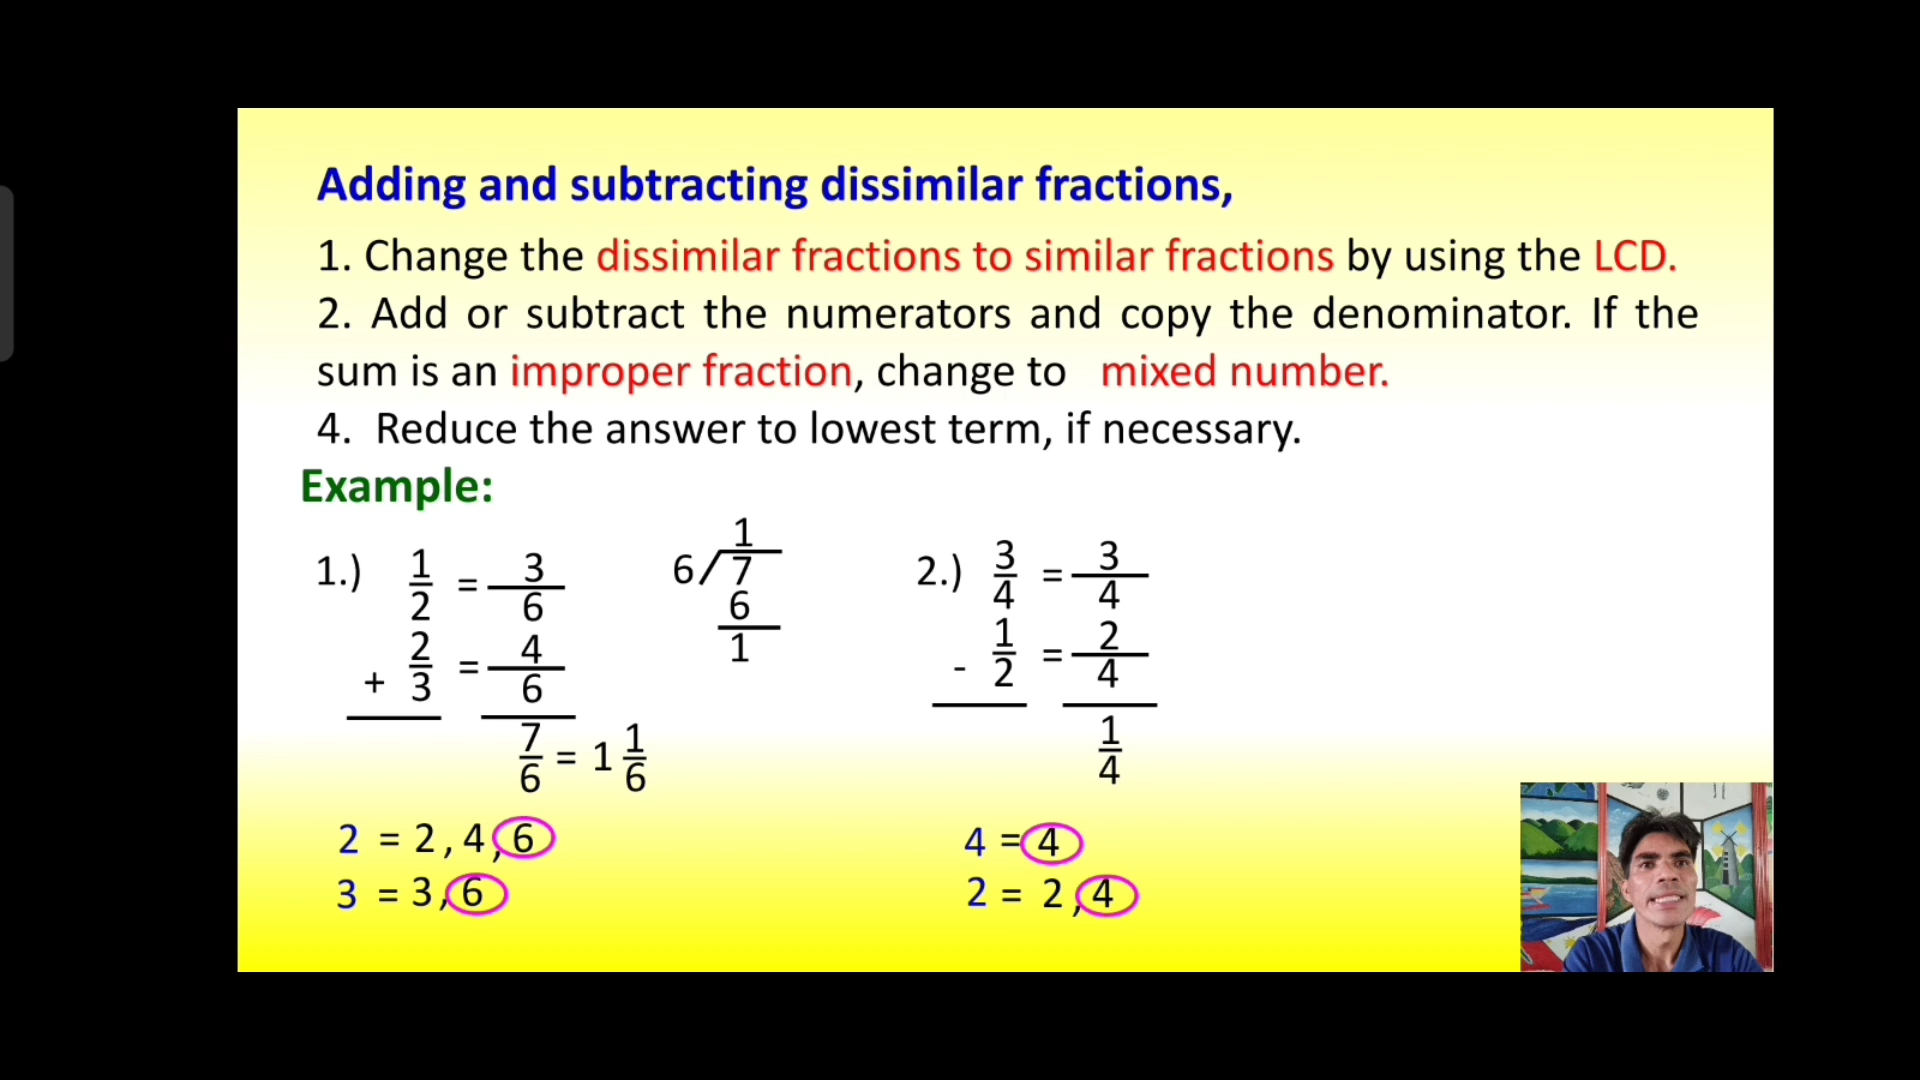 Adding and subtracting dissimilar fractions,
1. Change the dissimilar fractions to similar fractions by using the LCD.
2. Add or subtract the numerators and copy the denominator. If the
sum is an improper fraction, change to mixed number.
4. Reduce the answer to lowest term, if necessary.
Example:
1.) 1/2 = 3/6
+ 2/3 = 4/6
7/6 = 1 1/6
1
6/7
6
1
2 = 2, 4, 6
3 = 3, 6
2.) 3/4 = 3/4
- 1/2 = 2/4
1/4
4 = 4
2 = 2, 4